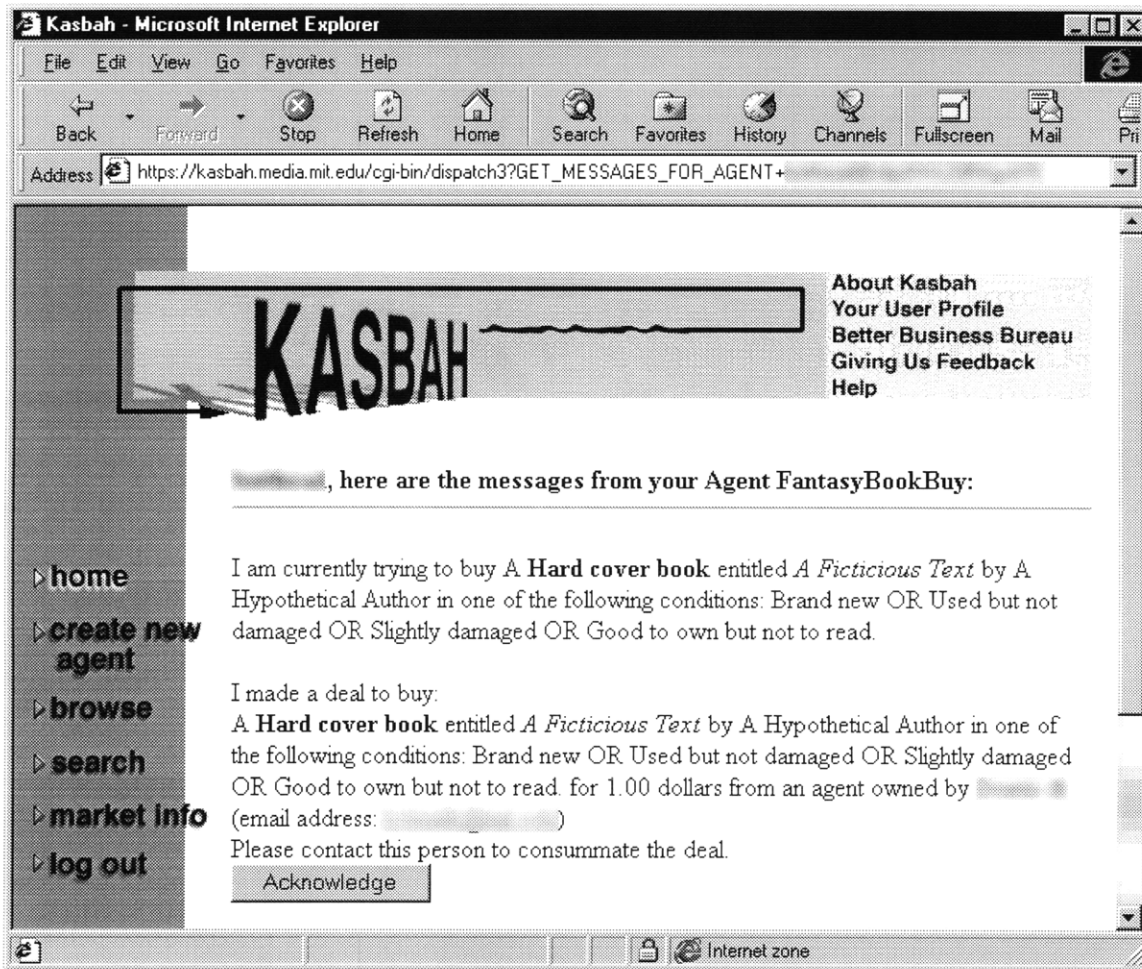 Kasbah - Microsoft Internet Explorer
File Edit View Go Favorites Help
Back Forward Stop Refresh Home Search Favorites History Channels Fullscreen Mail Pri
Address https://kasbah.media.mit.edu/cgi-bin/dispatch3?GET_MESSAGES_FOR_AGENT+
KASBAH
About Kasbah
Your User Profile
Better Business Bureau
Giving Us Feedback
Help
, here are the messages from your Agent FantasyBookBuy:
home
create new
agent
browse
search
market info
log out
I am currently trying to buy A Hard cover book entitled A Ficticious Text by A
Hypothetical Author in one of the following conditions: Brand new OR Used but not
damaged OR Slightly damaged OR Good to own but not to read.
I made a deal to buy:
A Hard cover book entitled A Ficticious Text by A Hypothetical Author in one of
the following conditions: Brand new OR Used but not damaged OR Slightly damaged
OR Good to own but not to read. for 1.00 dollars from an agent owned by
(email address: )
Please contact this person to consummate the deal.
Acknowledge
Internet zone